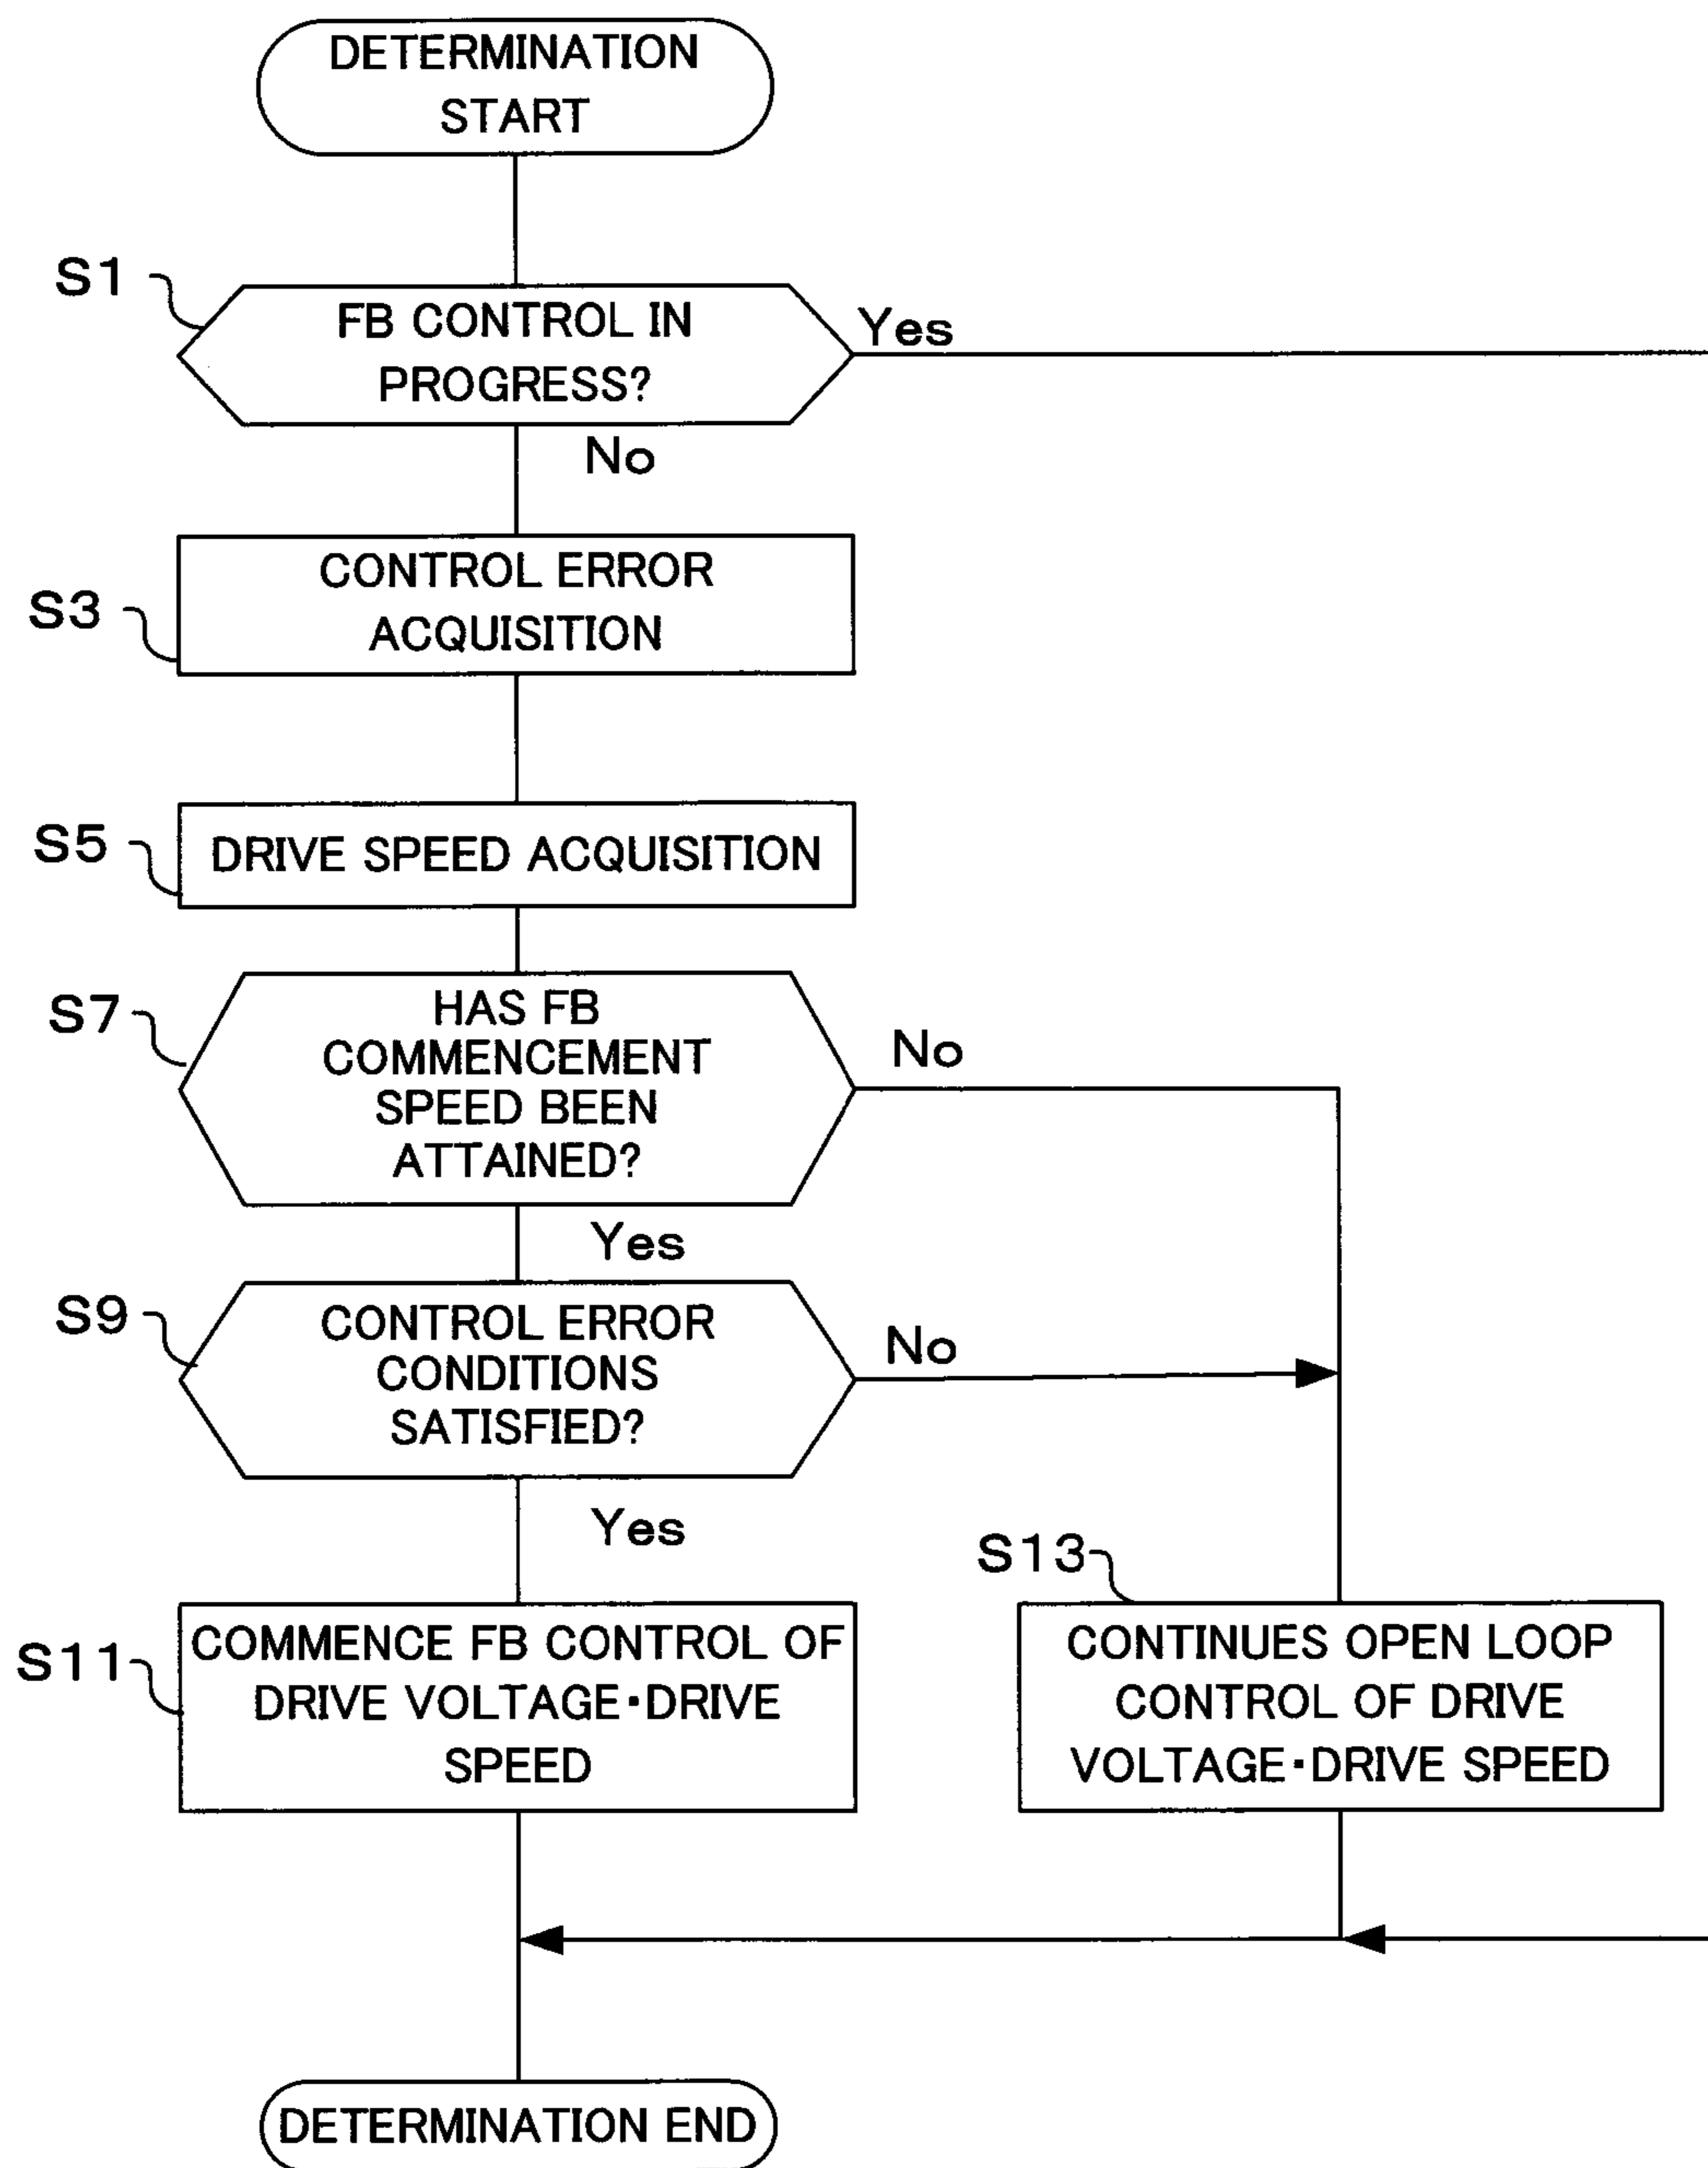 DETERMINATION
START
S1
FB CONTROL IN
PROGRESS?
Yes
No
S3
CONTROL ERROR
ACQUISITION
S5
DRIVE SPEED ACQUISITION
S7
HAS FB
COMMENCEMENT
SPEED BEEN
ATTAINED?
No
Yes
S9
CONTROL ERROR
CONDITIONS
SATISFIED?
No
Yes
S11
COMMENCE FB CONTROL OF
DRIVE VOLTAGE・DRIVE
SPEED
S13
CONTINUES OPEN LOOP
CONTROL OF DRIVE
VOLTAGE・DRIVE SPEED
DETERMINATION END